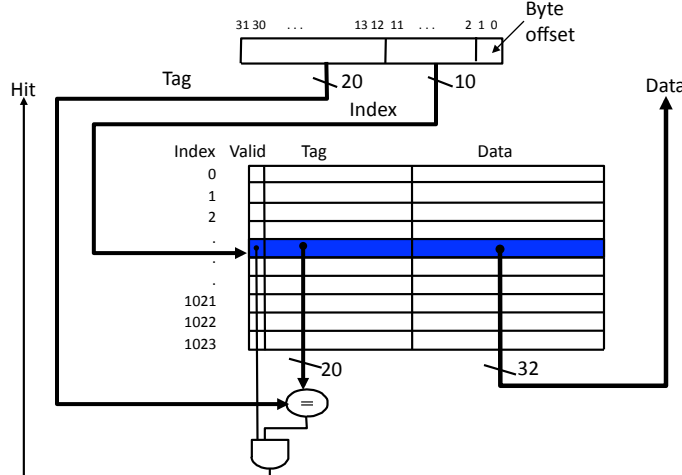 Byte
31 30 . . . 13 12 11 . . . 2 1 0
offset
Tag
20
10
Hit
Data
Index
Index Valid Tag Data
0
1
2
.
.
.
1021
1022
1023
20
32
=